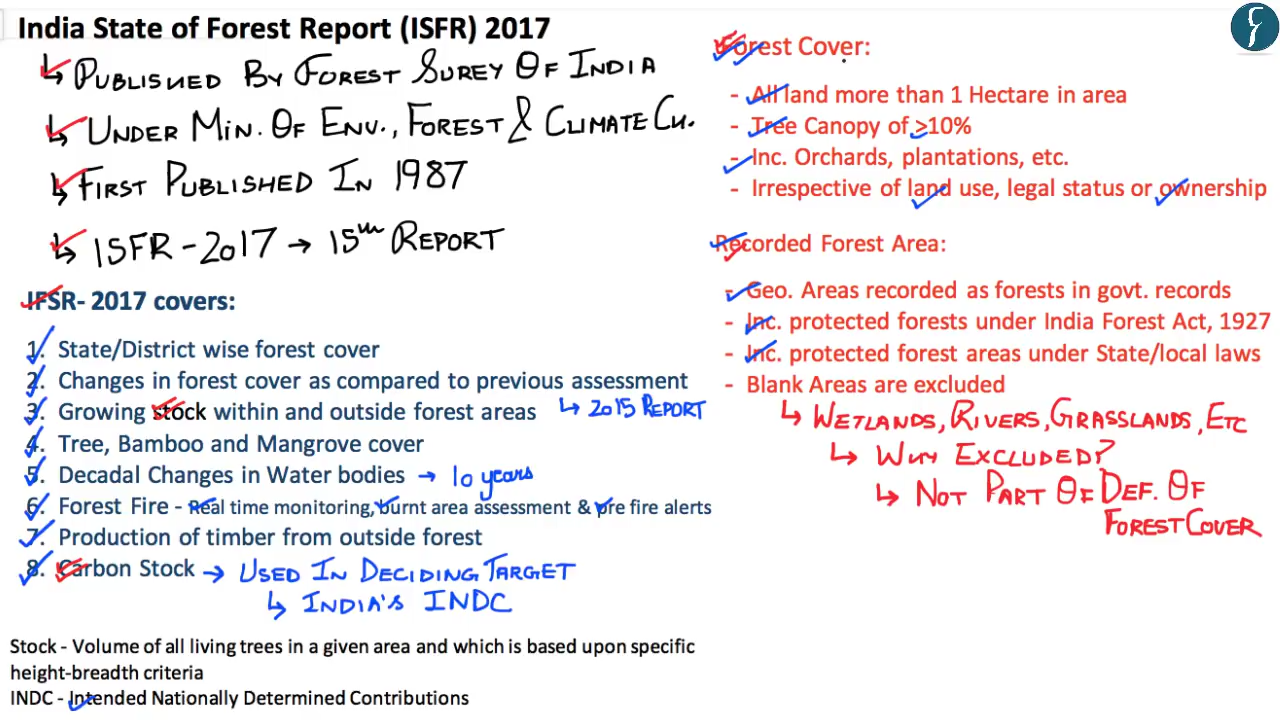 India State of Forest Report (ISFR) 2017
↳ PUBLISHED BY FOREST SUREY OF INDIA
↳ UNDER MIN. OF ENV., FOREST & CLIMATE CH.
↳ FIRST PUBLISHED IN 1987
↳ ISFR - 2017 → 15th REPORT
IFSR- 2017 covers:
1. State/District wise forest cover
2. Changes in forest cover as compared to previous assessment
3. Growing stock within and outside forest areas ↳ 2015 REPORT
4. Tree, Bamboo and Mangrove cover
5. Decadal Changes in Water bodies → 10 years
6. Forest Fire - Real time monitoring, burnt area assessment & pre fire alerts
7. Production of timber from outside forest
8. Carbon Stock → USED IN DECIDING TARGET
↳ INDIA'S INDC
Stock - Volume of all living trees in a given area and which is based upon specific
height-breadth criteria
INDC - Intended Nationally Determined Contributions
Forest Cover:
- All land more than 1 Hectare in area
- Tree Canopy of ≥10%
- Inc. Orchards, plantations, etc.
- Irrespective of land use, legal status or ownership
Recorded Forest Area:
- Geo. Areas recorded as forests in govt. records
- Inc. protected forests under India Forest Act, 1927
- Inc. protected forest areas under State/local laws
- Blank Areas are excluded
↳ WETLANDS, RIVERS, GRASSLANDS, ETC
↳ WHY EXCLUDED?
↳ NOT PART OF DEF. OF
FOREST COVER